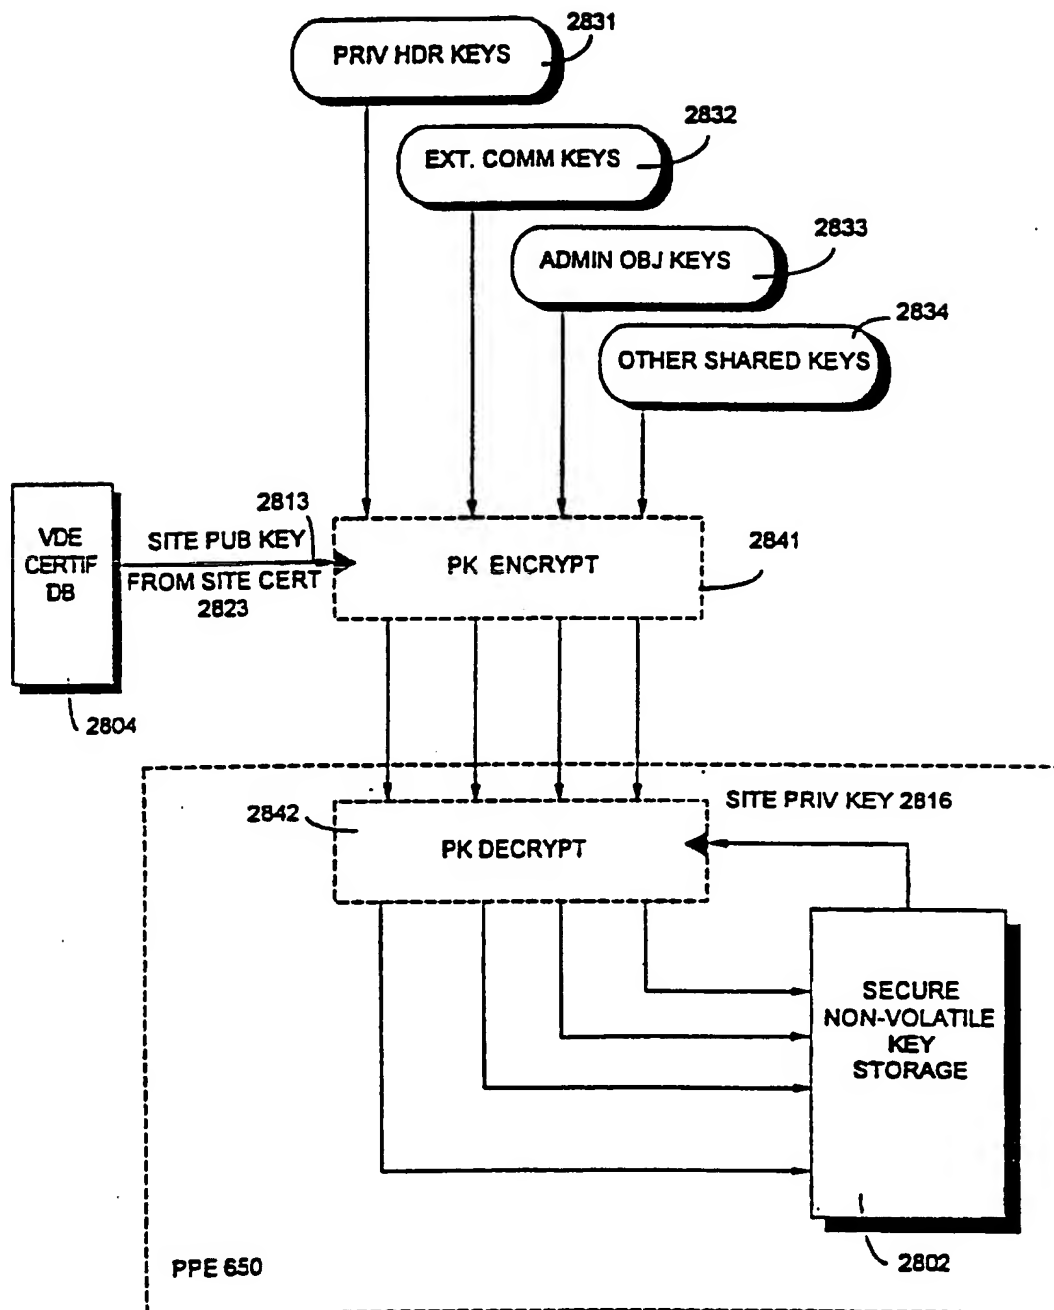 2831
PRIV HDR KEYS
2832
EXT. COMM KEYS
2833
ADMIN OBJ KEYS
2834
OTHER SHARED KEYS
VDE
CERTIF
DB
2804
2813
SITE PUB KEY
FROM SITE CERT
2823
PK ENCRYPT
2841
SITE PRIV KEY 2816
2842
PK DECRYPT
SECURE
NON-VOLATILE
KEY
STORAGE
2802
PPE 650